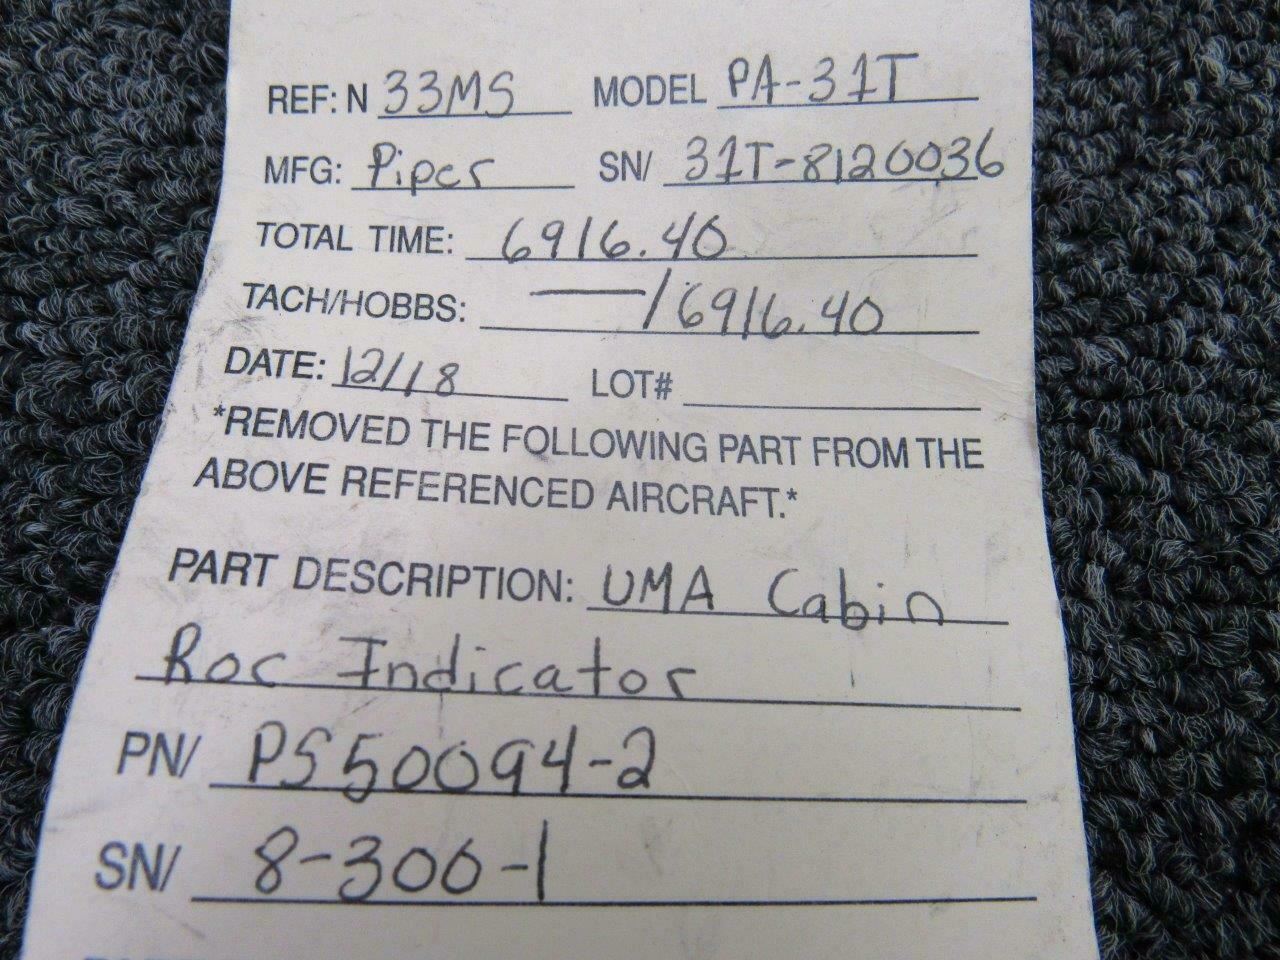 REF: N 33MS MODEL PA-31T
MFG: Piper SN/ 31T-8120036
TOTAL TIME: 6916.40
TACH/HOBBS: —/6916.40
DATE: 12/18 LOT#
*REMOVED THE FOLLOWING PART FROM THE
ABOVE REFERENCED AIRCRAFT.*
PART DESCRIPTION: UMA Cabin
Roc Indicator
PN/ PS50094-2
SN/ 8-300-1